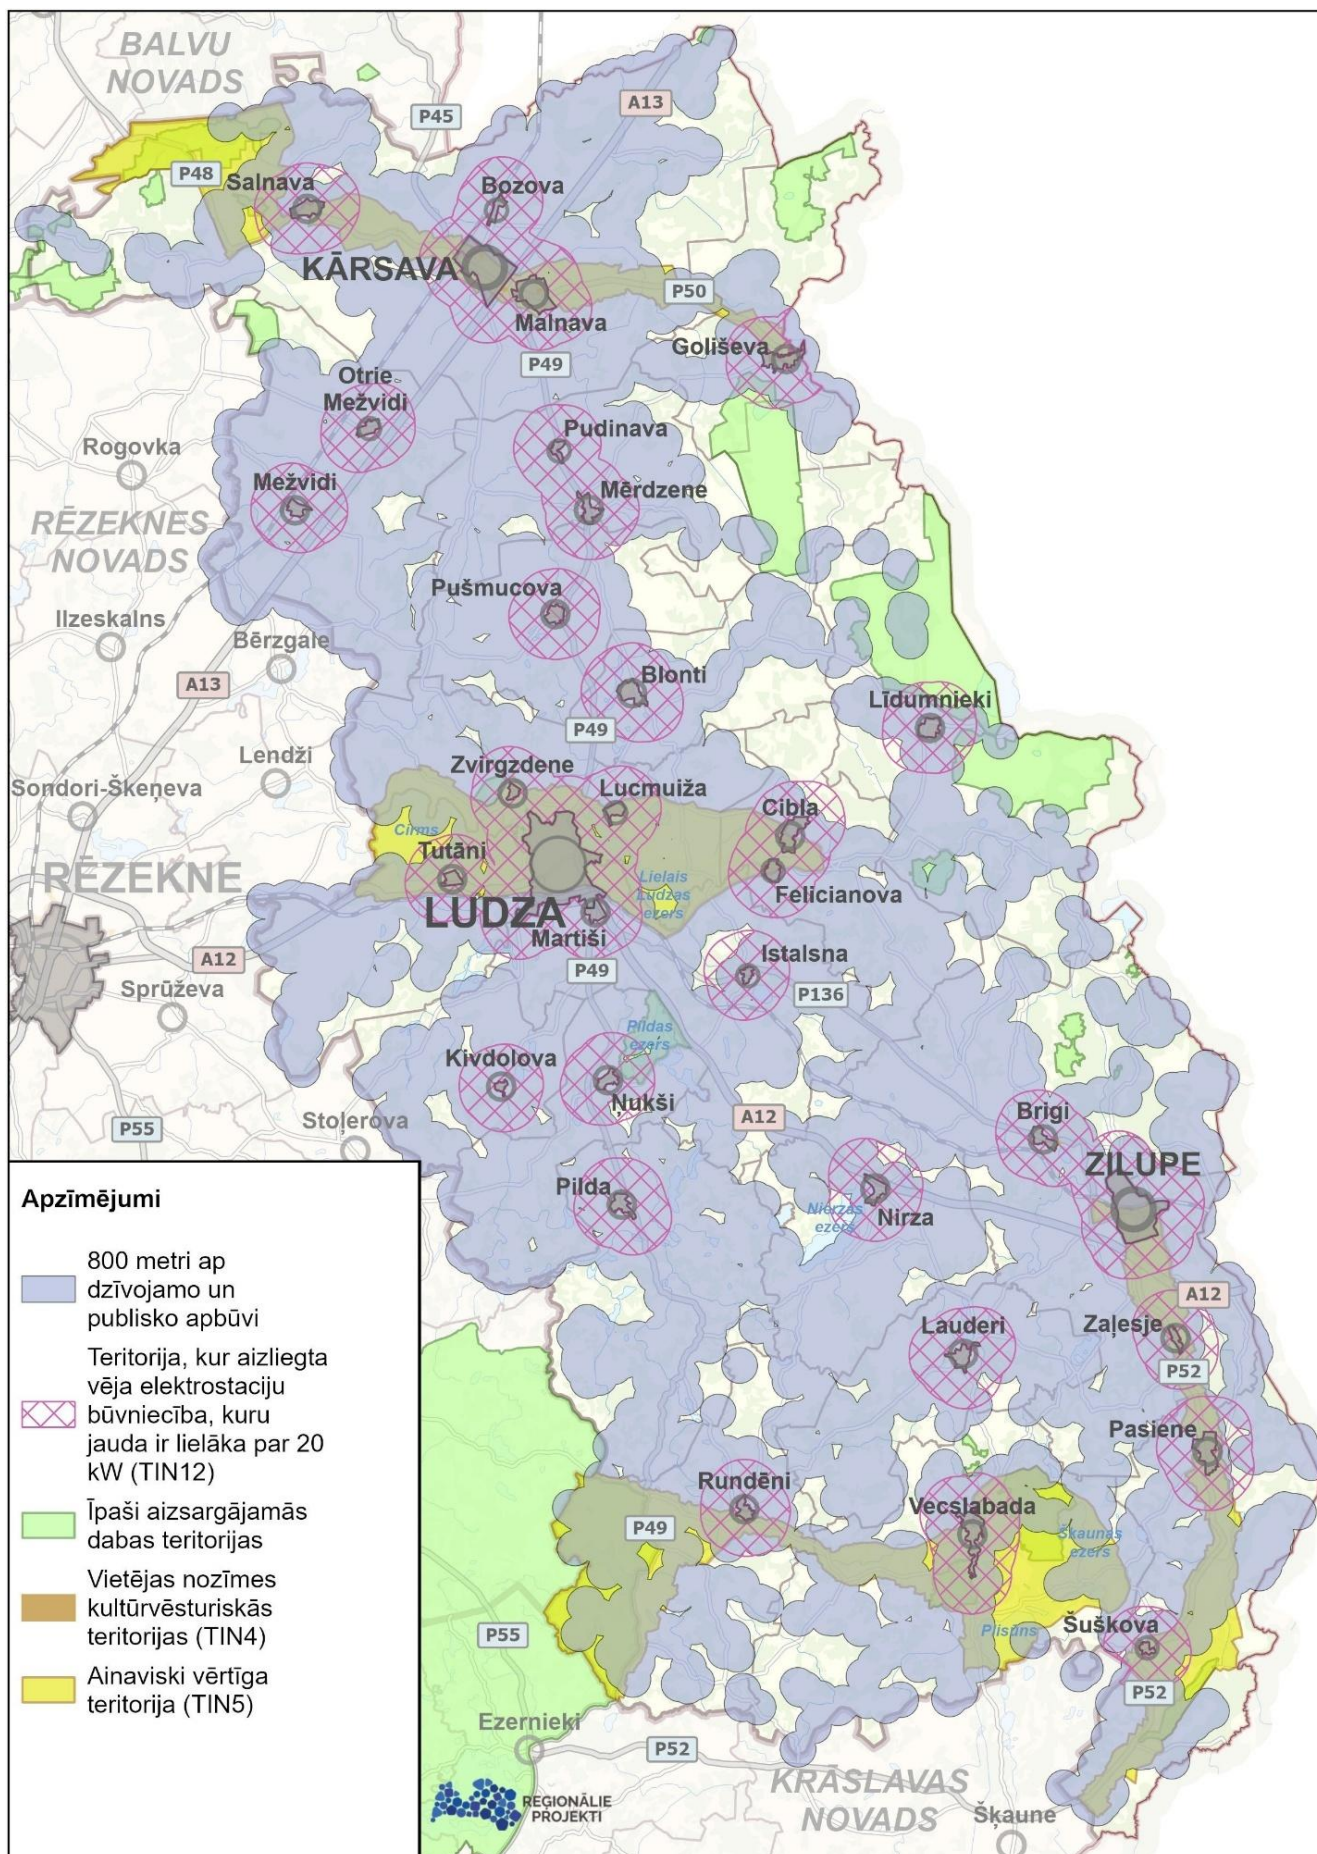 BALVU
NOVADS
A13
P45
P48
Salnava
Bozova
KĀRSAVA
P50
Malnava
Goliševa
P49
Otrie
Mežvidi
Pudinava
Rogovka
Mežvidi
Mērdzene
RĒZEKNES
NOVADS
Pušmucova
Ilzeskalns
Bērzgale
Blonti
A13
Līdumnieki
P49
Lendži
Zvirgzdene
Sondori-Šķeņeva
Lucmuiža
Cibla
Cirms
Tutāni
RĒZEKNE
Lielais
Ludzas
ezers
Felicianova
LUDZA
Martiši
A12
P49
Istalsna
Sprūževa
P136
Pildas
ezers
Kivdolova
Ņukši
Brigi
A12
P55
Stoļerova
ZILUPE
Pilda
Nirza
Nierzas
ezers
Apzīmējumi
800 metri ap
dzīvojamo un
publisko apbūvi
Teritorija, kur aizliegta
vēja elektrostaciju
būvniecība, kuru
jauda ir lielāka par 20
kW (TIN12)
Īpaši aizsargājamās
dabas teritorijas
Vietējas nozīmes
kultūrvēsturiskās
teritorijas (TIN4)
Ainaviski vērtīga
teritorija (TIN5)
A12
Lauderi
Zaļesje
P52
Pasiene
Rundēni
Vecslabada
P49
Šķaunas
ezers
P55
Plisūns
Šuškova
P52
Ezernieki
P52
KRĀSLAVAS
NOVADS
Šķaune
REĢIONĀLIE
PROJEKTI